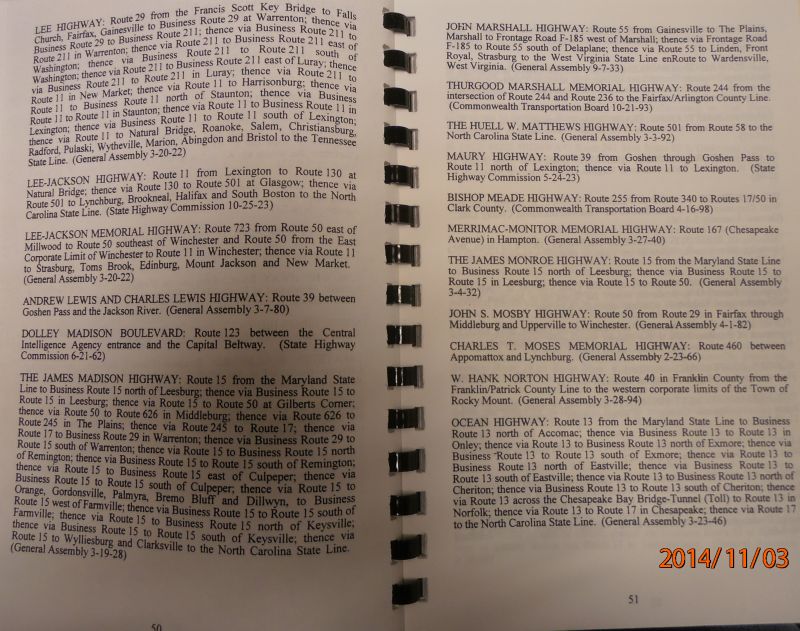 LEE HIGHWAY: Route 29 from the Francis Scott Key Bridge to Falls
Church, Fairfax, Gainesville to Business Route 29 at Warrenton; thence via
Business Route 29 to Business Route 211; thence via Business Route 211 to
Route 211 in Warrenton; thence via Route 211 to Business Route 211 east of
Washington; thence via Business Route 211 to Route 211 south of
Washington; thence via Route 211 to Business Route 211 east of Luray; thence
via Business Route 211 to Route 211 in Luray; thence via Route 211 to
Route 11 in New Market; thence via Route 11 to Harrisonburg; thence via
Route 11 to Business Route 11 north of Staunton; thence via Business
Route 11 to Route 11 in Staunton; thence via Route 11 to Business Route 11 in
Lexington; thence via Business Route 11 to Route 11 south of Lexington;
thence via Route 11 to Natural Bridge, Roanoke, Salem, Christiansburg,
Radford, Pulaski, Wytheville, Marion, Abingdon and Bristol to the Tennessee
State Line. (General Assembly 3-20-22)
LEE-JACKSON HIGHWAY: Route 11 from Lexington to Route 130 at
Natural Bridge; thence via Route 130 to Route 501 at Glasgow; thence via
Route 501 to Lynchburg, Brookneal, Halifax and South Boston to the North
Carolina State Line. (State Highway Commission 10-25-23)
LEE-JACKSON MEMORIAL HIGHWAY: Route 723 from Route 50 east of
Millwood to Route 50 southeast of Winchester and Route 50 from the East
Corporate Limit of Winchester to Route 11 in Winchester; thence via Route 11
to Strasburg, Toms Brook, Edinburg, Mount Jackson and New Market.
(General Assembly 3-20-22)
ANDREW LEWIS AND CHARLES LEWIS HIGHWAY: Route 39 between
Goshen Pass and the Jackson River. (General Assembly 3-7-80)
DOLLEY MADISON BOULEVARD: Route 123 between the Central
Intelligence Agency entrance and the Capital Beltway. (State Highway
Commission 6-21-62)
THE JAMES MADISON HIGHWAY: Route 15 from the Maryland State
Line to Business Route 15 north of Leesburg; thence via Business Route 15 to
Route 15 in Leesburg; thence via Route 15 to Route 50 at Gilberts Corner;
thence via Route 50 to Route 626 in Middleburg; thence via Route 626 to
Route 245 in The Plains; thence via Route 245 to Route 17; thence via
Route 17 to Business Route 29 in Warrenton; thence via Business Route 29 to
Route 15 south of Warrenton; thence via Route 15 to Business Route 15 north
of Remington; thence via Business Route 15 to Route 15 south of Remington;
thence via Route 15 to Business Route 15 east of Culpeper; thence via
Business Route 15 to Route 15 south of Culpeper; thence via Route 15 to
Orange, Gordonsville, Palmyra, Bremo Bluff and Dillwyn, to Business
Route 15 west of Farmville; thence via Business Route 15 to Route 15 south of
Farmville; thence via Route 15 to Business Route 15 north of Keysville;
thence via Business Route 15 to Route 15 south of Keysville; thence via
Route 15 to Wylliesburg and Clarksville to the North Carolina State Line.
(General Assembly 3-19-28)
50
JOHN MARSHALL HIGHWAY: Route 55 from Gainesville to The Plains,
Marshall to Frontage Road F-185 west of Marshall; thence via Frontage Road
F-185 to Route 55 south of Delaplane; thence via Route 55 to Linden, Front
Royal, Strasburg to the West Virginia State Line enRoute to Wardensville,
West Virginia. (General Assembly 9-7-33)
THURGOOD MARSHALL MEMORIAL HIGHWAY: Route 244 from the
intersection of Route 244 and Route 236 to the Fairfax/Arlington County Line.
(Commonwealth Transportation Board 10-21-93)
THE HUELL W. MATTHEWS HIGHWAY: Route 501 from Route 58 to the
North Carolina State Line. (General Assembly 3-3-92)
MAURY HIGHWAY: Route 39 from Goshen through Goshen Pass to
Route 11 north of Lexington; thence via Route 11 to Lexington. (State
Highway Commission 5-24-23)
BISHOP MEADE HIGHWAY: Route 255 from Route 340 to Routes 17/50 in
Clark County. (Commonwealth Transportation Board 4-16-98)
MERRIMAC-MONITOR MEMORIAL HIGHWAY: Route 167 (Chesapeake
Avenue) in Hampton. (General Assembly 3-27-40)
THE JAMES MONROE HIGHWAY: Route 15 from the Maryland State Line
to Business Route 15 north of Leesburg; thence via Business Route 15 to
Route 15 in Leesburg; thence via Route 15 to Route 50. (General Assembly
3-4-32)
JOHN S. MOSBY HIGHWAY: Route 50 from Route 29 in Fairfax through
Middleburg and Upperville to Winchester. (General Assembly 4-1-82)
CHARLES T. MOSES MEMORIAL HIGHWAY: Route 460 between
Appomattox and Lynchburg. (General Assembly 2-23-66)
W. HANK NORTON HIGHWAY: Route 40 in Franklin County from the
Franklin/Patrick County Line to the western corporate limits of the Town of
Rocky Mount. (General Assembly 3-28-94)
OCEAN HIGHWAY: Route 13 from the Maryland State Line to Business
Route 13 north of Accomac; thence via Business Route 13 to Route 13 in
Onley; thence via Route 13 to Business Route 13 north of Exmore; thence via
Business Route 13 to Route 13 south of Exmore; thence via Route 13 to
Business Route 13 north of Eastville; thence via Business Route 13 to
Route 13 south of Eastville; thence via Route 13 to Business Route 13 north of
Cheriton; thence via Business Route 13 to Route 13 south of Cheriton; thence
via Route 13 across the Chesapeake Bay Bridge-Tunnel (Toll) to Route 13 in
Norfolk; thence via Route 13 to Route 17 in Chesapeake; thence via Route 17
to the North Carolina State Line. (General Assembly 3-23-46)
51
2014/11/03